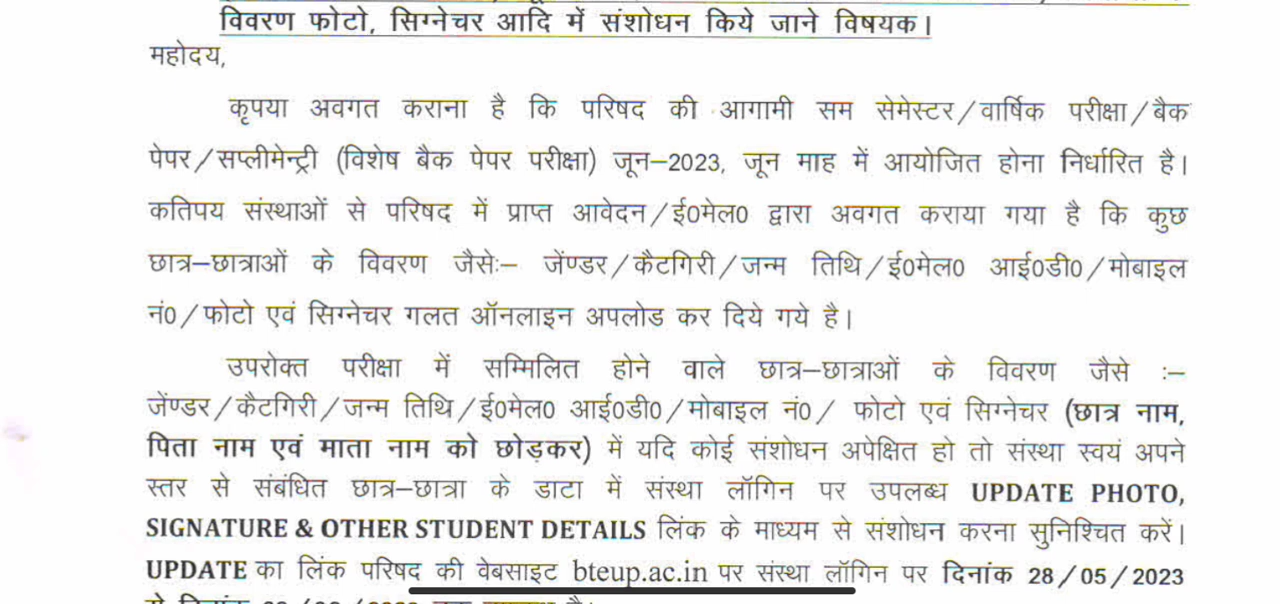 विवरण फोटो, सिग्नेचर आदि में संशोधन किये जाने विषयक।
महोदय,
कृपया अवगत कराना है कि परिषद की आगामी सम सेमेस्टर/वार्षिक परीक्षा/बैक
पेपर/सप्लीमेन्ट्री (विशेष बैक पेपर परीक्षा) जून–2023, जून माह में आयोजित होना निर्धारित है।
कतिपय संस्थाओं से परिषद में प्राप्त आवेदन/ई0मेल0 द्वारा अवगत कराया गया है कि कुछ
छात्र–छात्राओं के विवरण जैसेः– जेंण्डर/कैटगिरी/जन्म तिथि/ई0मेल0 आई0डी0/मोबाइल
नं0/फोटो एवं सिग्नेचर गलत ऑनलाइन अपलोड कर दिये गये है।
उपरोक्त परीक्षा में सम्मिलित होने वाले छात्र–छात्राओं के विवरण जैसे :–
जेंण्डर/कैटगिरी/जन्म तिथि/ई0मेल0 आई0डी0/मोबाइल नं0/ फोटो एवं सिग्नेचर (छात्र नाम,
पिता नाम एवं माता नाम को छोड़कर) में यदि कोई संशोधन अपेक्षित हो तो संस्था स्वयं अपने
स्तर से संबंधित छात्र–छात्रा के डाटा में संस्था लॉगिन पर उपलब्ध UPDATE PHOTO,
SIGNATURE & OTHER STUDENT DETAILS लिंक के माध्यम से संशोधन करना सुनिश्चित करें।
UPDATE का लिंक परिषद की वेबसाइट bteup.ac.in पर संस्था लॉगिन पर दिनांक 28/05/2023